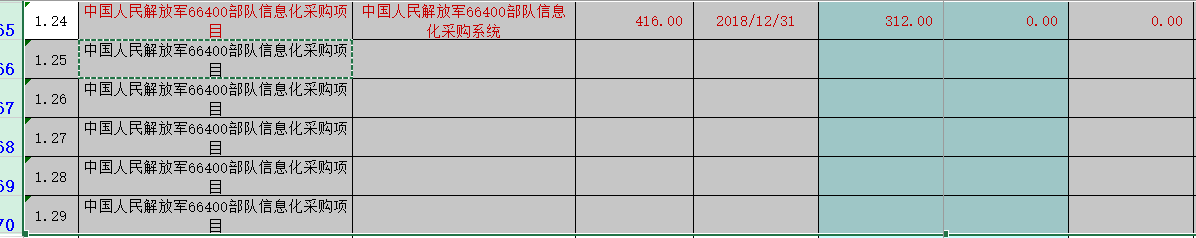 65 1.24 中国人民解放军66400部队信息化采购项 中国人民解放军66400部队信息 416.00 2018/12/31 312.00 0.00 0.00
目 化采购系统
1.25 中国人民解放军66400部队信息化采购项
66 目
1.26 中国人民解放军66400部队信息化采购项
67 目
1.27 中国人民解放军66400部队信息化采购项
68 目
1.28 中国人民解放军66400部队信息化采购项
69 目
1.29 中国人民解放军66400部队信息化采购项
70 目